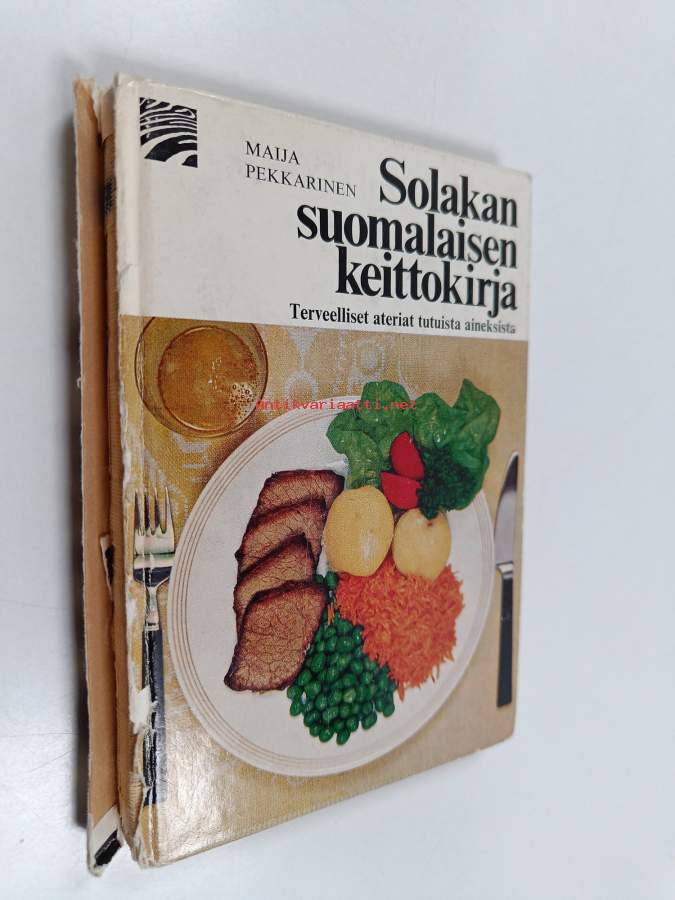 MAIJA
PEKKARINEN
Solakan
suomalaisen
keittokirja
Terveelliset ateriat tutuista aineksista
antikvariaatti.net